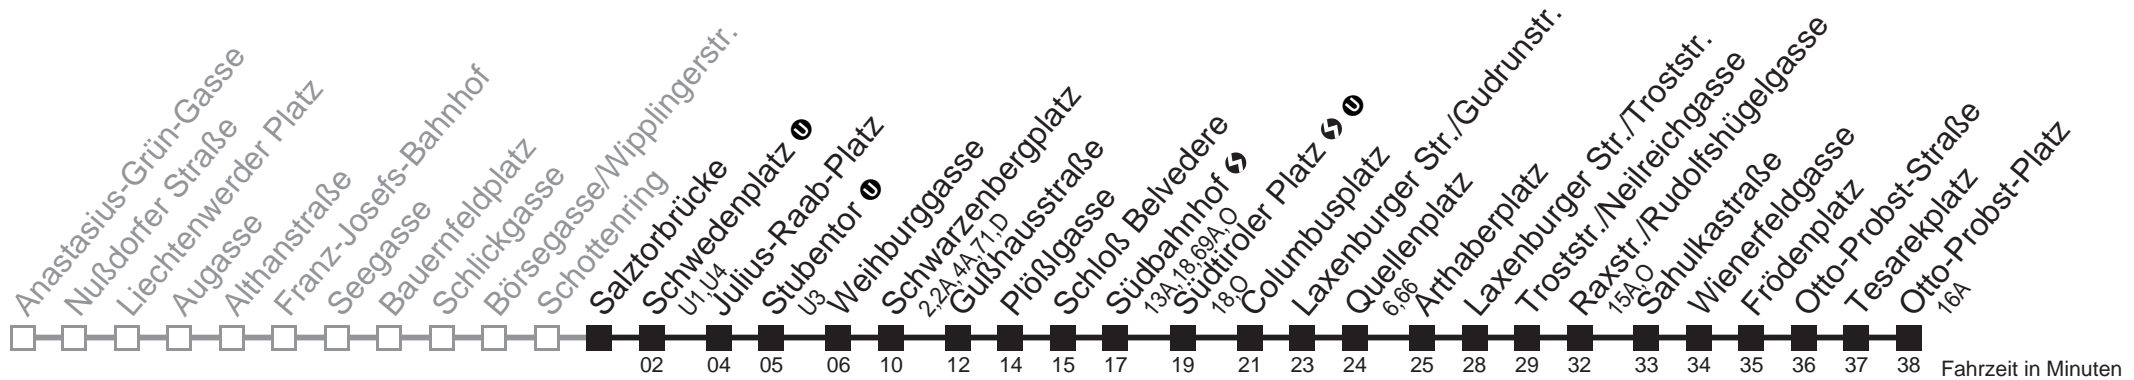 Anastasius-Grün-Gasse
Nußdorfer Straße
Liechtenwerder Platz
Augasse
Althanstraße
Franz-Josefs-Bahnhof
Seegasse
Bauernfeldplatz
Schlickgasse
Börsegasse/Wipplingerstr.
Schottenring
Salztorbrücke
Schwedenplatz U
U1,U4
Julius-Raab-Platz
Stubentor U
U3
Weihburggasse
Schwarzenbergplatz
2,2A,4A,71,D
Gußhausstraße
Plößlgasse
Schloß Belvedere
Südbahnhof
13A,18,69A,O
Südtiroler Platz U
18,O
Columbusplatz
Laxenburger Str./Gudrunstr.
Quellenplatz
6,66
Arthaberplatz
Laxenburger Str./Troststr.
Troststr./Neilreichgasse
Raxstr./Rudolfshügelgasse
15A,O
Sahulkastraße
Wienerfeldgasse
Frödenplatz
Otto-Probst-Straße
Tesarekplatz
Otto-Probst-Platz
16A
02 04 05 06 10 12 14 15 17 19 21 23 24 25 28 29 32 33 34 35 36 37 38 Fahrzeit in Minuten